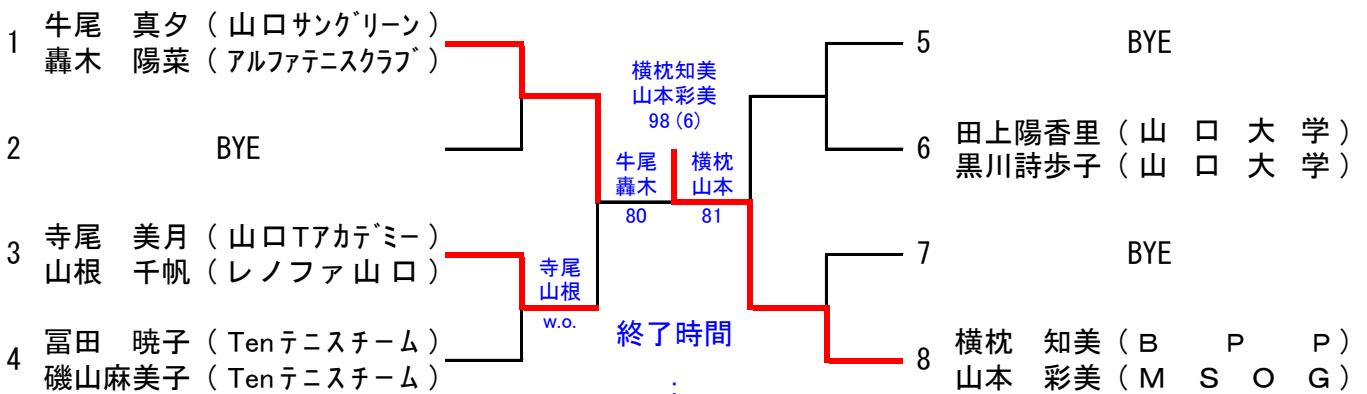 1 牛尾 真夕 ( 山口サングリーン )
轟木 陽菜 ( アルファテニスクラブ )
2 BYE
3 寺尾 美月 ( 山口Tアカデミー )
山根 千帆 ( レノファ山口 )
4 冨田 暁子 ( Tenテニスチーム )
磯山麻美子 ( Tenテニスチーム )
寺尾
山根
w.o.
横枕知美
山本彩美
98(6)
牛尾
轟木
80
横枕
山本
81
終了時間
5 BYE
6 田上陽香里 ( 山 口 大 学 )
黒川詩歩子 ( 山 口 大 学 )
7 BYE
8 横枕 知美 ( B P P )
山本 彩美 ( M S O G )